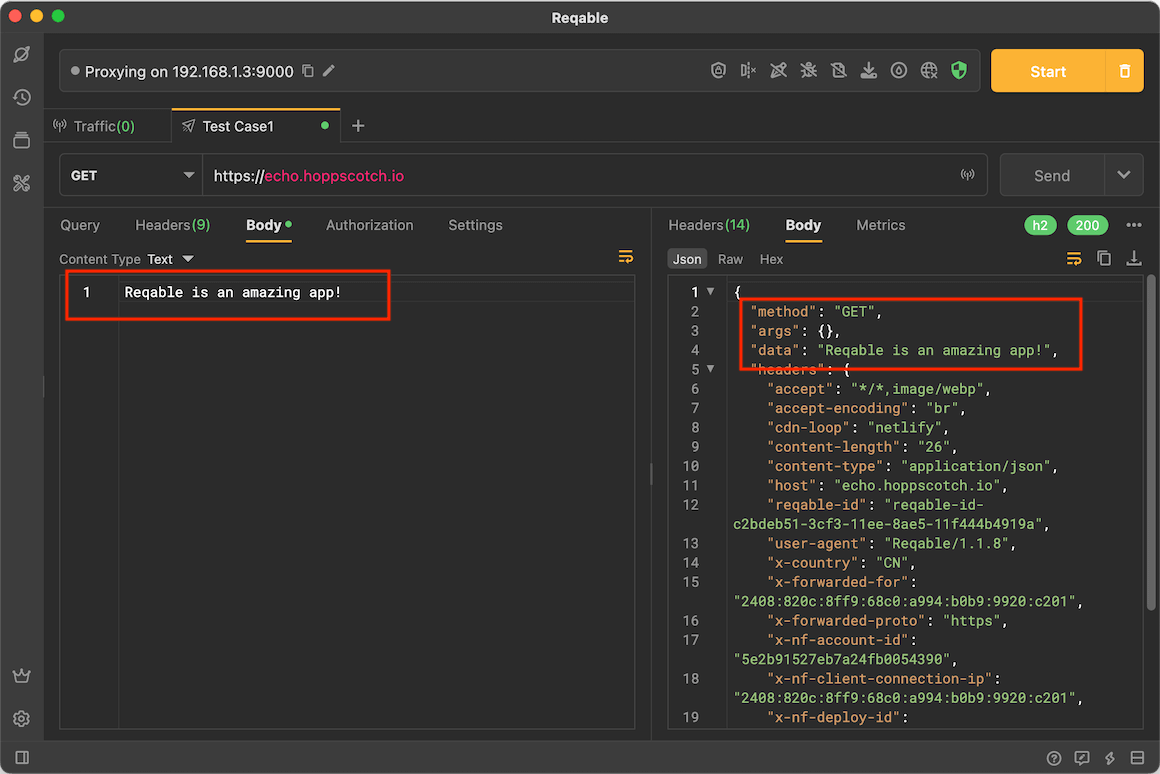 Reqable
Proxying on 192.168.1.3:9000
Start
Traffic(0)
Test Case1
GET
https://echo.hoppscotch.io
Send
Query
Headers(9)
Body
Authorization
Settings
Content Type Text
1 Reqable is an amazing app!
Headers(14)
Body
Metrics
h2
200
Json
Raw
Hex
1 {
2 "method": "GET",
3 "args": {},
4 "data": "Reqable is an amazing app!",
5 "headers": {
6 "accept": "*/*,image/webp",
7 "accept-encoding": "br",
8 "cdn-loop": "netlify",
9 "content-length": "26",
10 "content-type": "application/json",
11 "host": "echo.hoppscotch.io",
12 "reqable-id": "reqable-id-
c2bdeb51-3cf3-11ee-8ae5-11f444b4919a",
13 "user-agent": "Reqable/1.1.8",
14 "x-country": "CN",
15 "x-forwarded-for":
"2408:820c:8ff9:68c0:a994:b0b9:9920:c201",
16 "x-forwarded-proto": "https",
17 "x-nf-account-id":
"5e2b91527eb7a24fb0054390",
18 "x-nf-client-connection-ip":
"2408:820c:8ff9:68c0:a994:b0b9:9920:c201",
19 "x-nf-deploy-id":